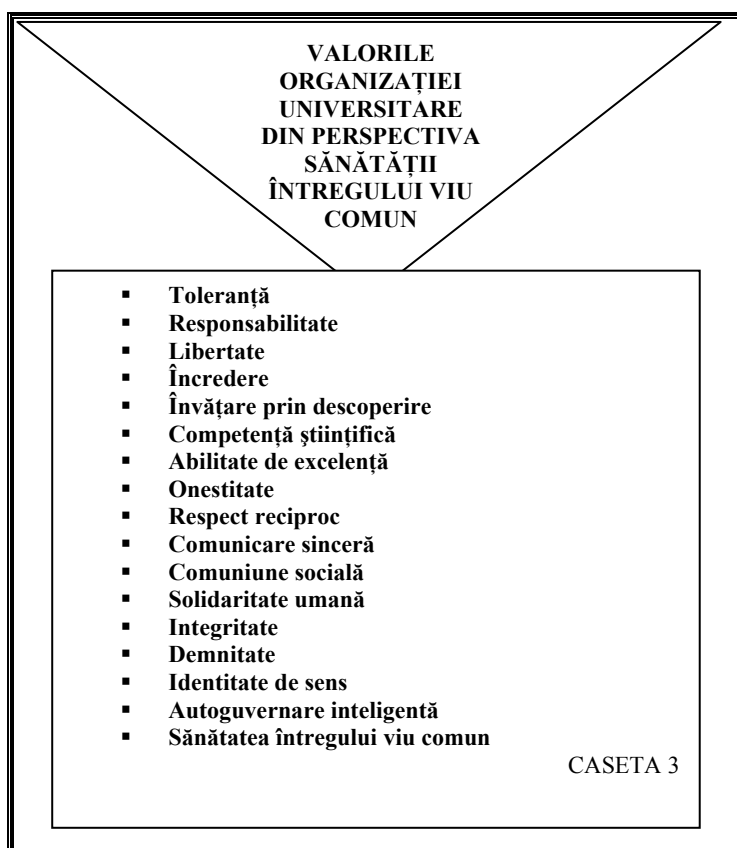 VALORILE
ORGANIZAȚIEI
UNIVERSITARE
DIN PERSPECTIVA
SĂNĂTĂȚII
ÎNTREGULUI VIU
COMUN
▪ Toleranță
▪ Responsabilitate
▪ Libertate
▪ Încredere
▪ Învățare prin descoperire
▪ Competență ştiințifică
▪ Abilitate de excelență
▪ Onestitate
▪ Respect reciproc
▪ Comunicare sinceră
▪ Comuniune socială
▪ Solidaritate umană
▪ Integritate
▪ Demnitate
▪ Identitate de sens
▪ Autoguvernare inteligentă
▪ Sănătatea întregului viu comun
CASETA 3